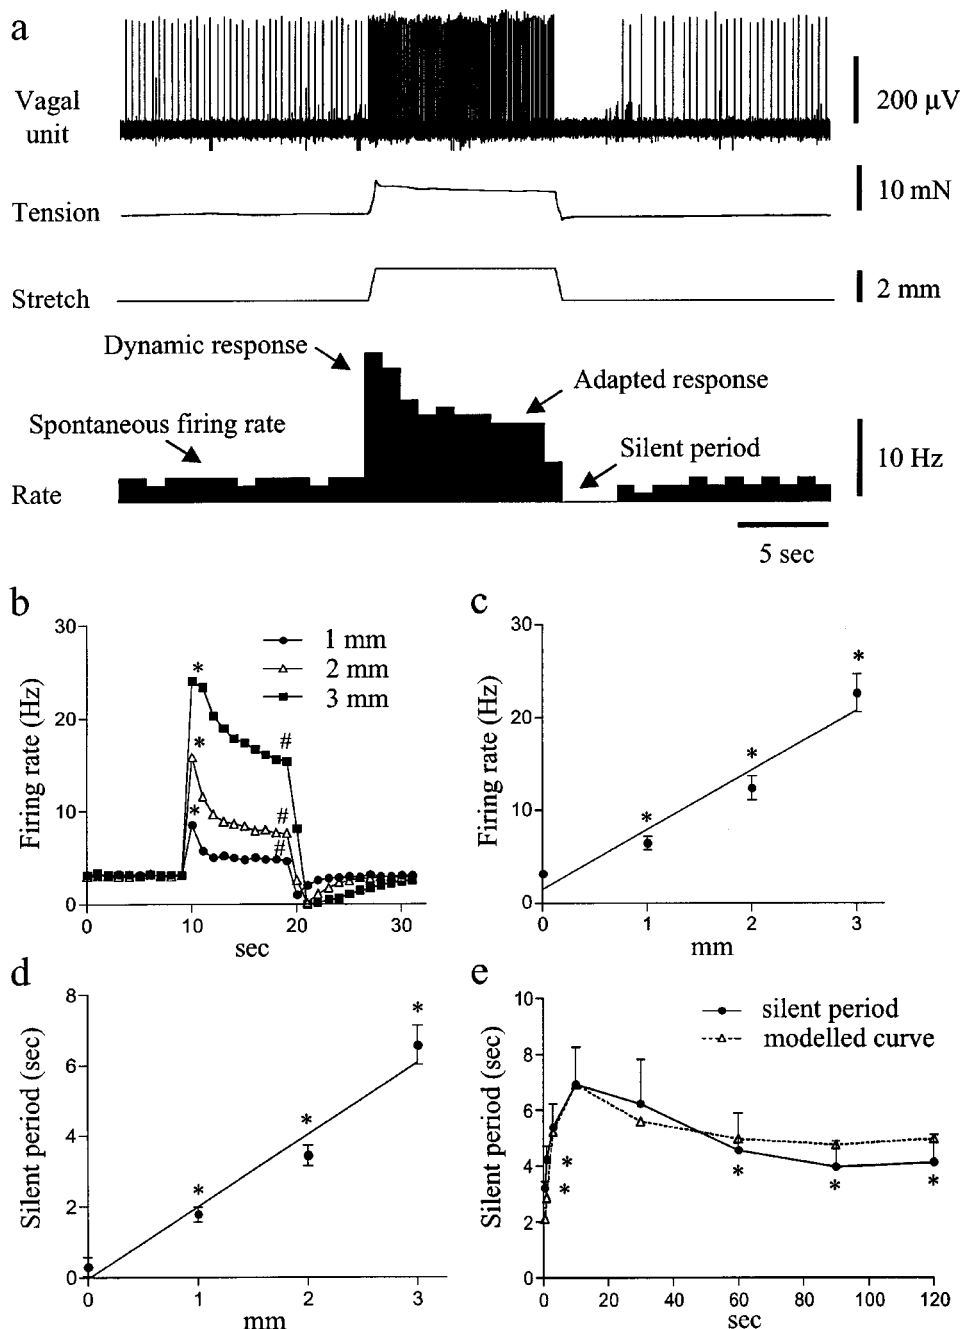 a
Vagal
unit
200 µV
Tension
10 mN
Stretch
2 mm
Dynamic response
Adapted response
Spontaneous firing rate
Silent period
Rate
10 Hz
5 sec
b
30
20
10
0
Firing rate (Hz)
1 mm
2 mm
3 mm
*
*
*
#
#
#
0
10
20
30
sec
c
30
20
10
0
Firing rate (Hz)
*
*
*
0
1
2
3
mm
d
8
6
4
2
0
Silent period (sec)
*
*
*
0
1
2
3
mm
e
10
8
6
4
2
0
Silent period (sec)
silent period
modelled curve
*
*
*
*
*
0
20
40
60
80
100
120
sec